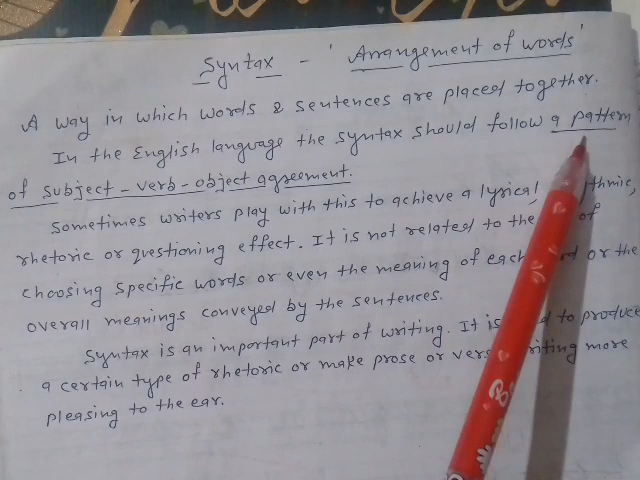 Syntax - 'Arrangement of words'
A way in which words & sentences are placed together.
In the English language the syntax should follow a pattern
of subject-verb-object agreement.
Sometimes writers play with this to achieve a lyrical,
rhetoric or questioning effect. It is not related to the of
choosing specific words or even the meaning of each or the
overall meanings conveyed by the sentences.
Syntax is an important part of writing. It is to produce
a certain type of rhetoric or make prose or verse more
pleasing to the ear.